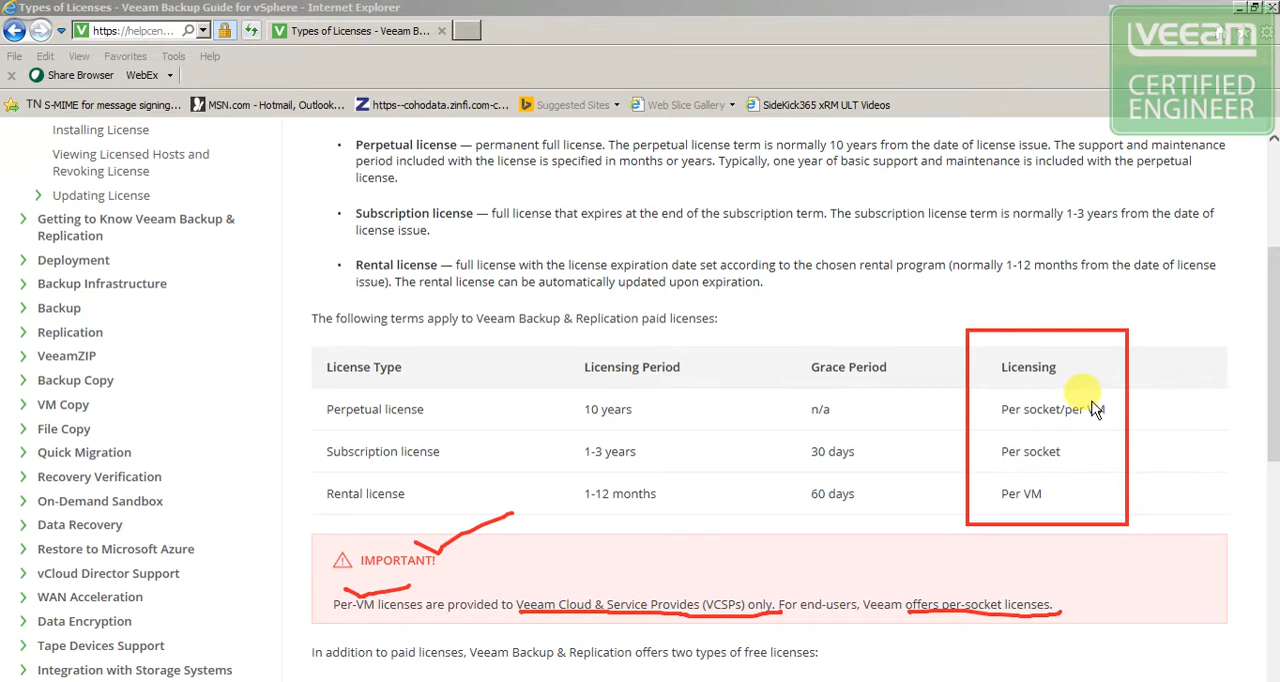 Types of Licenses - Veeam Backup Guide for vSphere - Internet Explorer
https://helpcen...
Types of Licenses - Veeam B...
File Edit View Favorites Tools Help
Share Browser WebEx
TN S-MIME for message signing... MSN.com - Hotmail, Outlook... https--cohodata.zinfi.com-c... Suggested Sites Web Slice Gallery SideKick365 xRM ULT Velos
veeam
CERTIFIED
ENGINEER
Installing License
Viewing Licensed Hosts and
Revoking License
Updating License
Getting to Know Veeam Backup &
Replication
Deployment
Backup Infrastructure
Backup
Replication
VeeamZIP
Backup Copy
VM Copy
File Copy
Quick Migration
Recovery Verification
On-Demand Sandbox
Data Recovery
Restore to Microsoft Azure
vCloud Director Support
WAN Acceleration
Data Encryption
Tape Devices Support
Integration with Storage Systems
• Perpetual license — permanent full license. The perpetual license term is normally 10 years from the date of license issue. The support and maintenance
period included with the license is specified in months or years. Typically, one year of basic support and maintenance is included with the perpetual
license.
• Subscription license — full license that expires at the end of the subscription term. The subscription license term is normally 1-3 years from the date of
license issue.
• Rental license — full license with the license expiration date set according to the chosen rental program (normally 1-12 months from the date of license
issue). The rental license can be automatically updated upon expiration.
The following terms apply to Veeam Backup & Replication paid licenses:
License Type Licensing Period Grace Period Licensing
Perpetual license 10 years n/a Per socket/per VM
Subscription license 1-3 years 30 days Per socket
Rental license 1-12 months 60 days Per VM
IMPORTANT!
Per-VM licenses are provided to Veeam Cloud & Service Provides (VCSPs) only. For end-users, Veeam offers per-socket licenses.
In addition to paid licenses, Veeam Backup & Replication offers two types of free licenses: